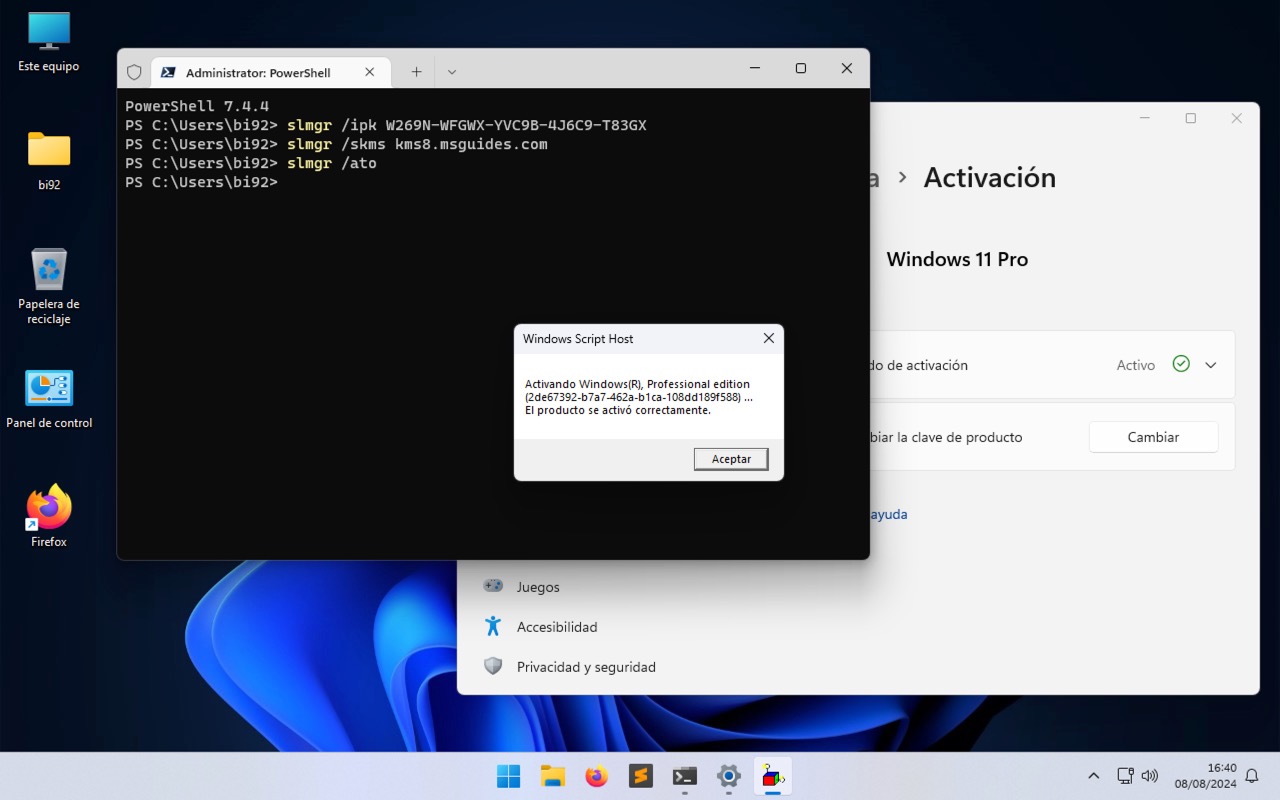 Este equipo
bi92
Papelera de
reciclaje
Panel de control
Firefox
Administrator: PowerShell
PowerShell 7.4.4
PS C:\Users\bi92> slmgr /ipk W269N-WFGWX-YVC9B-4J6C9-T83GX
PS C:\Users\bi92> slmgr /skms kms8.msguides.com
PS C:\Users\bi92> slmgr /ato
PS C:\Users\bi92>
Windows Script Host
Activando Windows(R), Professional edition
(2de67392-b7a7-462a-b1ca-108dd189f588) ...
El producto se activó correctamente.
Aceptar
a › Activación
Windows 11 Pro
do de activación
Activo
biar la clave de producto
Cambiar
ayuda
Juegos
Accesibilidad
Privacidad y seguridad
16:40
08/08/2024